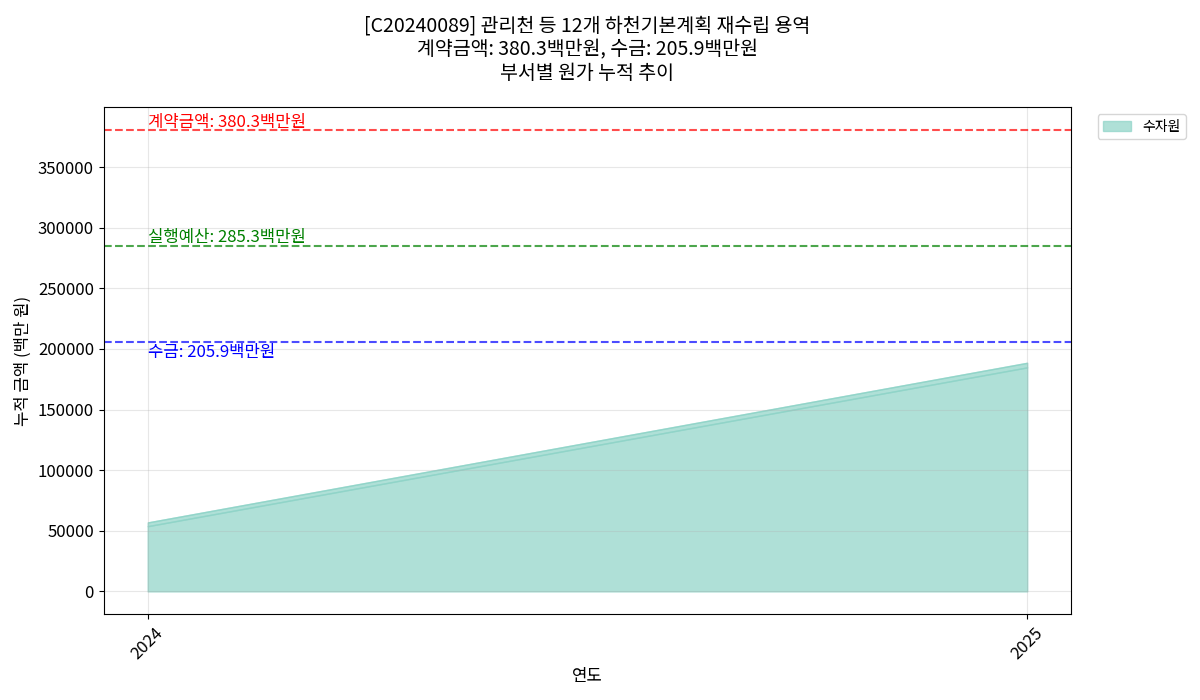 [C20240089] 관리천 등 12개 하천기본계획 재수립 용역
계약금액: 380.3백만원, 수금: 205.9백만원
부서별 원가 누적 추이
계약금액: 380.3백만원
수자원
350000
300000
실행예산: 285.3백만원
250000
200000
수금: 205.9백만원
150000
100000
50000
0
누적 금액 (백만 원)
2024
2025
연도